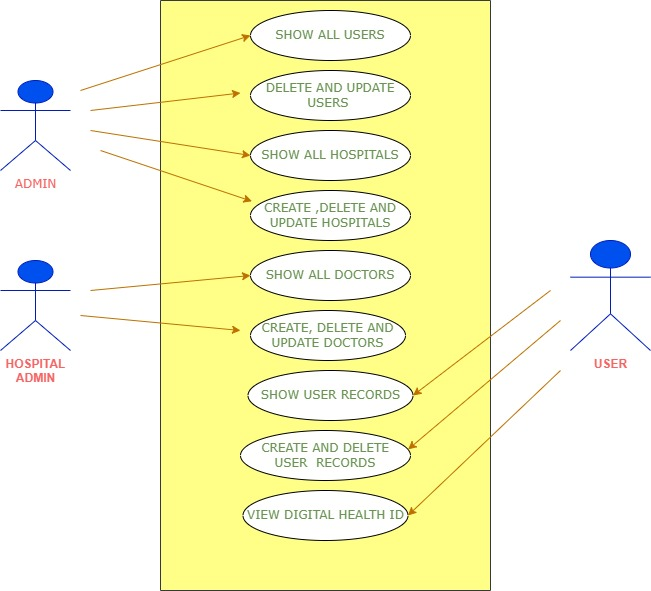 SHOW ALL USERS
DELETE AND UPDATE
USERS
SHOW ALL HOSPITALS
ADMIN
CREATE ,DELETE AND
UPDATE HOSPITALS
SHOW ALL DOCTORS
CREATE, DELETE AND
UPDATE DOCTORS
HOSPITAL
ADMIN
USER
SHOW USER RECORDS
CREATE AND DELETE
USER  RECORDS
VIEW DIGITAL HEALTH ID